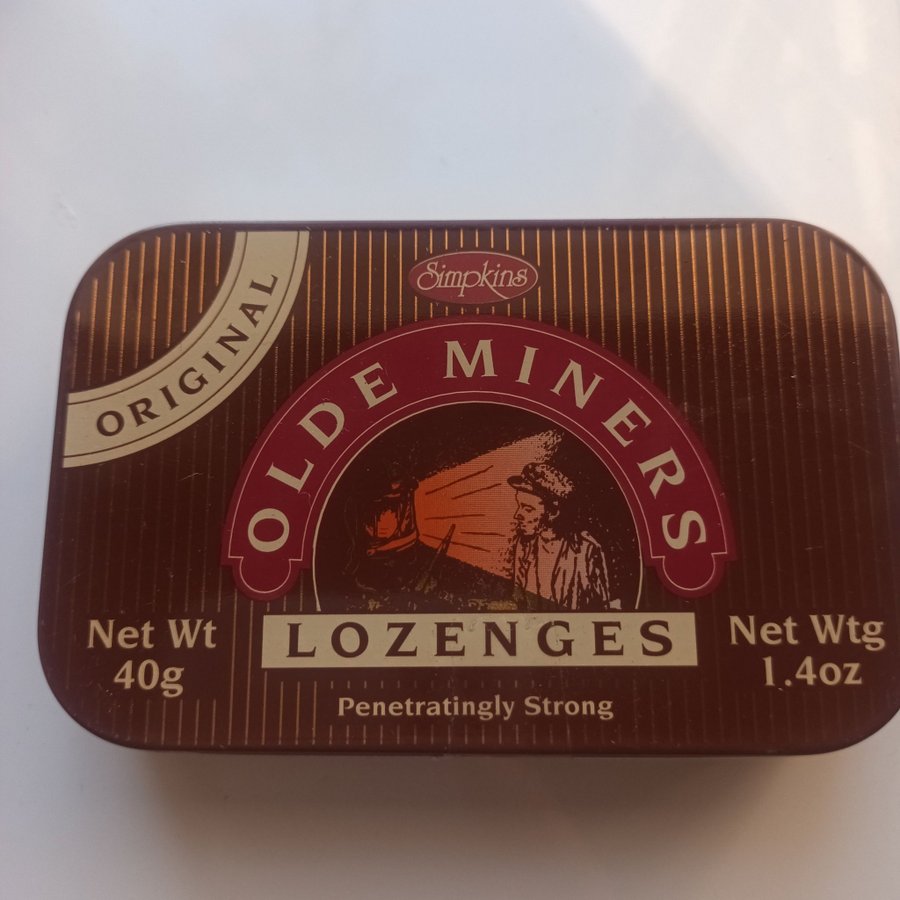 Simpkins
ORIGINAL
OLDE MINERS
LOZENGES
Net Wt
40g
Net Wtg
1.4oz
Penetratingly Strong